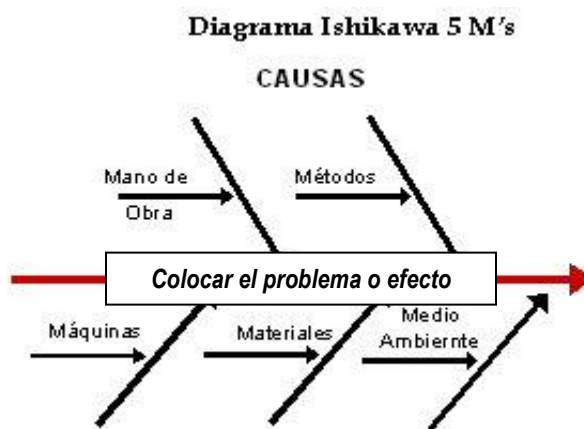 Diagrama Ishikawa 5 M's
CAUSAS
Mano de
Obra
Métodos
Colocar el problema o efecto
Máquinas
Materiales
Medio
Ambiernte